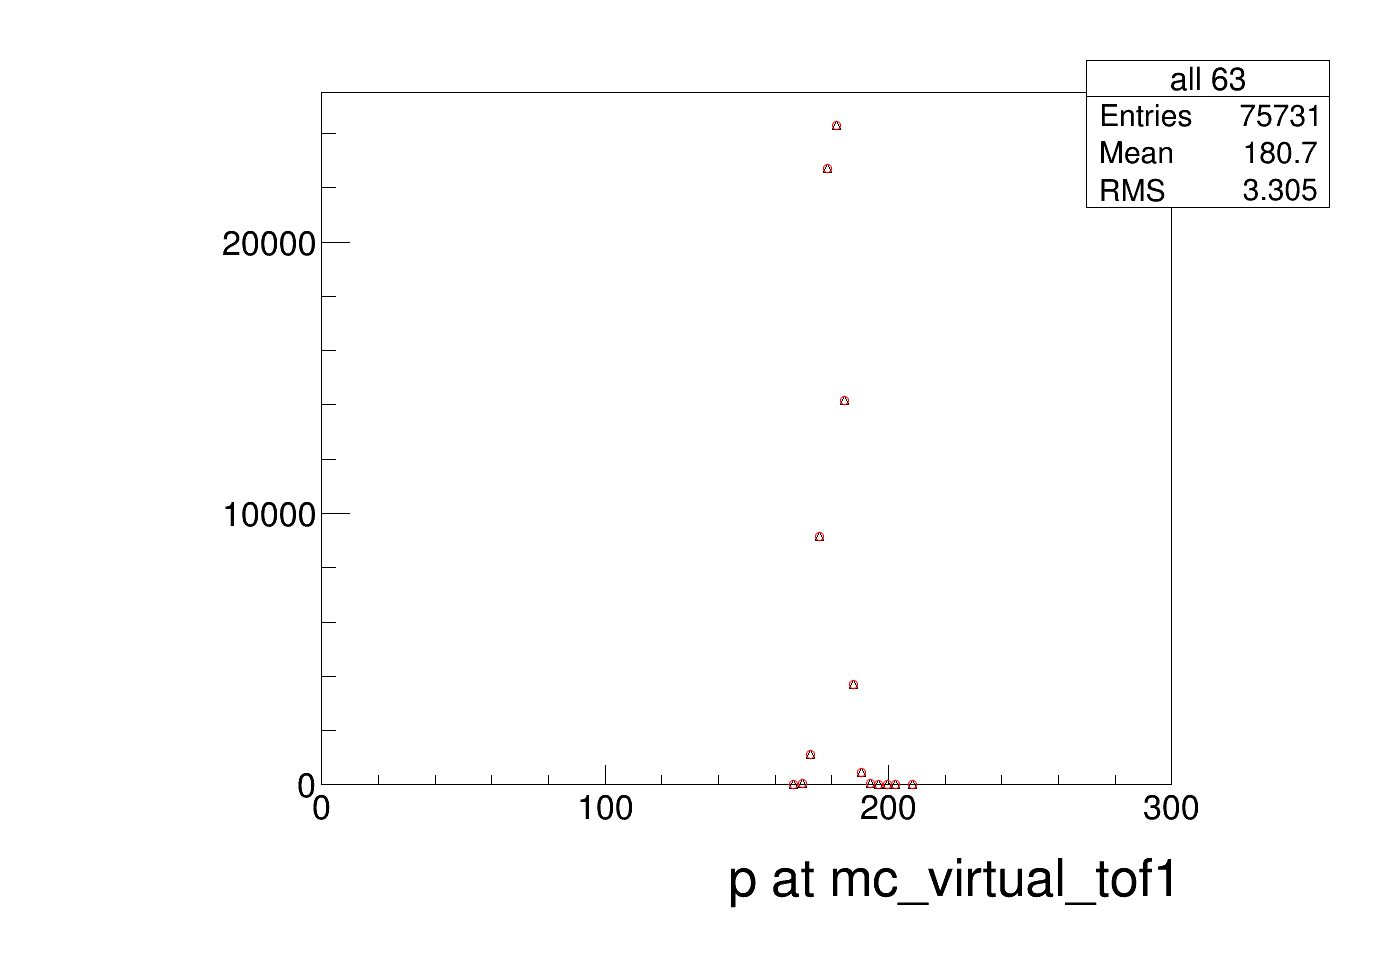 all 63
Entries 75731
Mean 180.7
RMS 3.305
20000
10000
0
0 100 200 300
p at mc_virtual_tof1